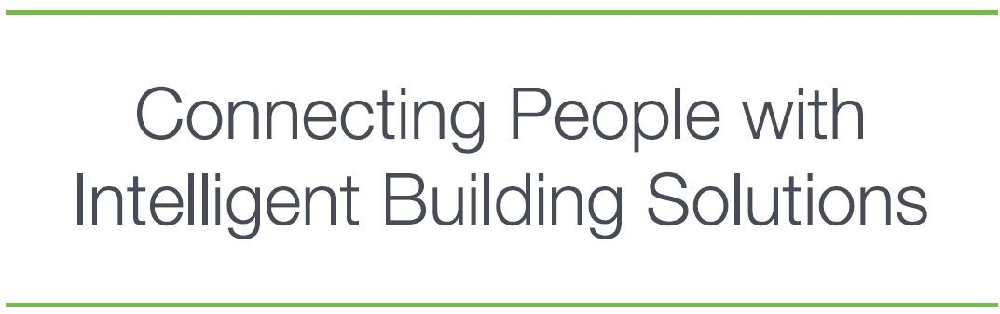 Connecting People with
Intelligent Building Solutions